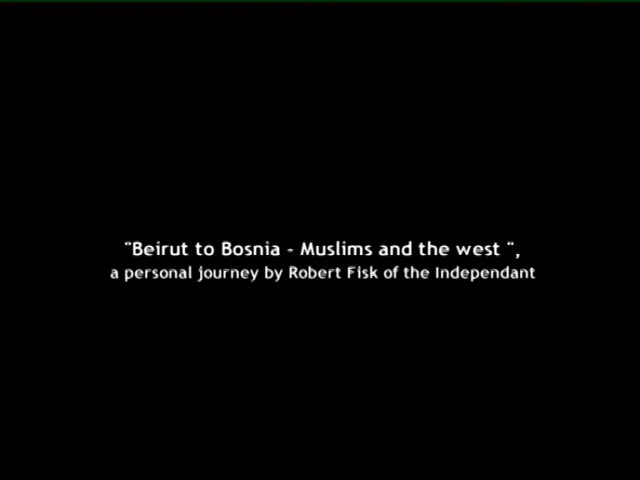 "Beirut to Bosnia - Muslims and the west ",
a personal journey by Robert Fisk of the Independant